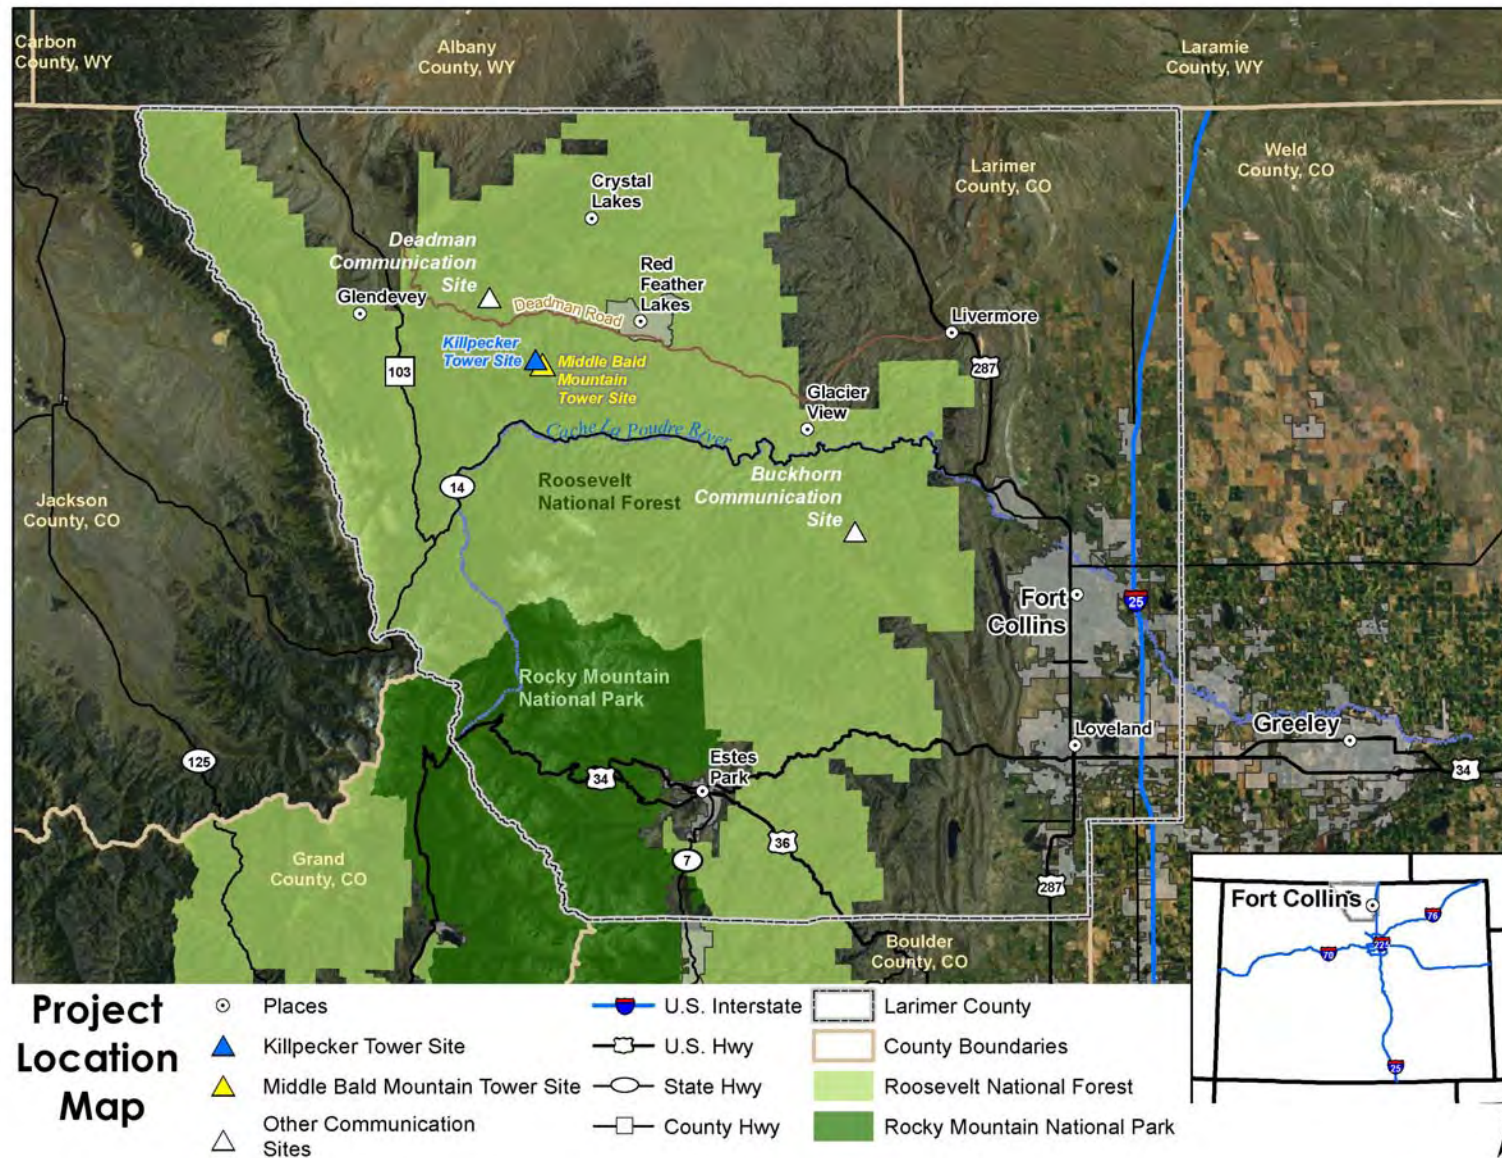 Carbon
County, WY
Albany
County, WY
Laramie
County, WY
Larimer
County, CO
Weld
County, CO
Crystal
Lakes
Deadman
Communication
Site
Red
Feather
Lakes
Glendevey
Deadman Road
Livermore
Killpecker
Tower Site
Middle Bald
Mountain
Tower Site
103
287
Glacier
View
Cache La Poudre River
14
Roosevelt
National Forest
Buckhorn
Communication
Site
Jackson
County, CO
Fort
Collins
25
Rocky Mountain
National Park
Loveland
Greeley
125
34
Estes
Park
34
36
7
287
Grand
County, CO
Boulder
County, CO
Fort Collins
76
70
25
Project
Location
Map
Places
Killpecker Tower Site
Middle Bald Mountain Tower Site
Other Communication
Sites
U.S. Interstate
U.S. Hwy
State Hwy
County Hwy
Larimer County
County Boundaries
Roosevelt National Forest
Rocky Mountain National Park